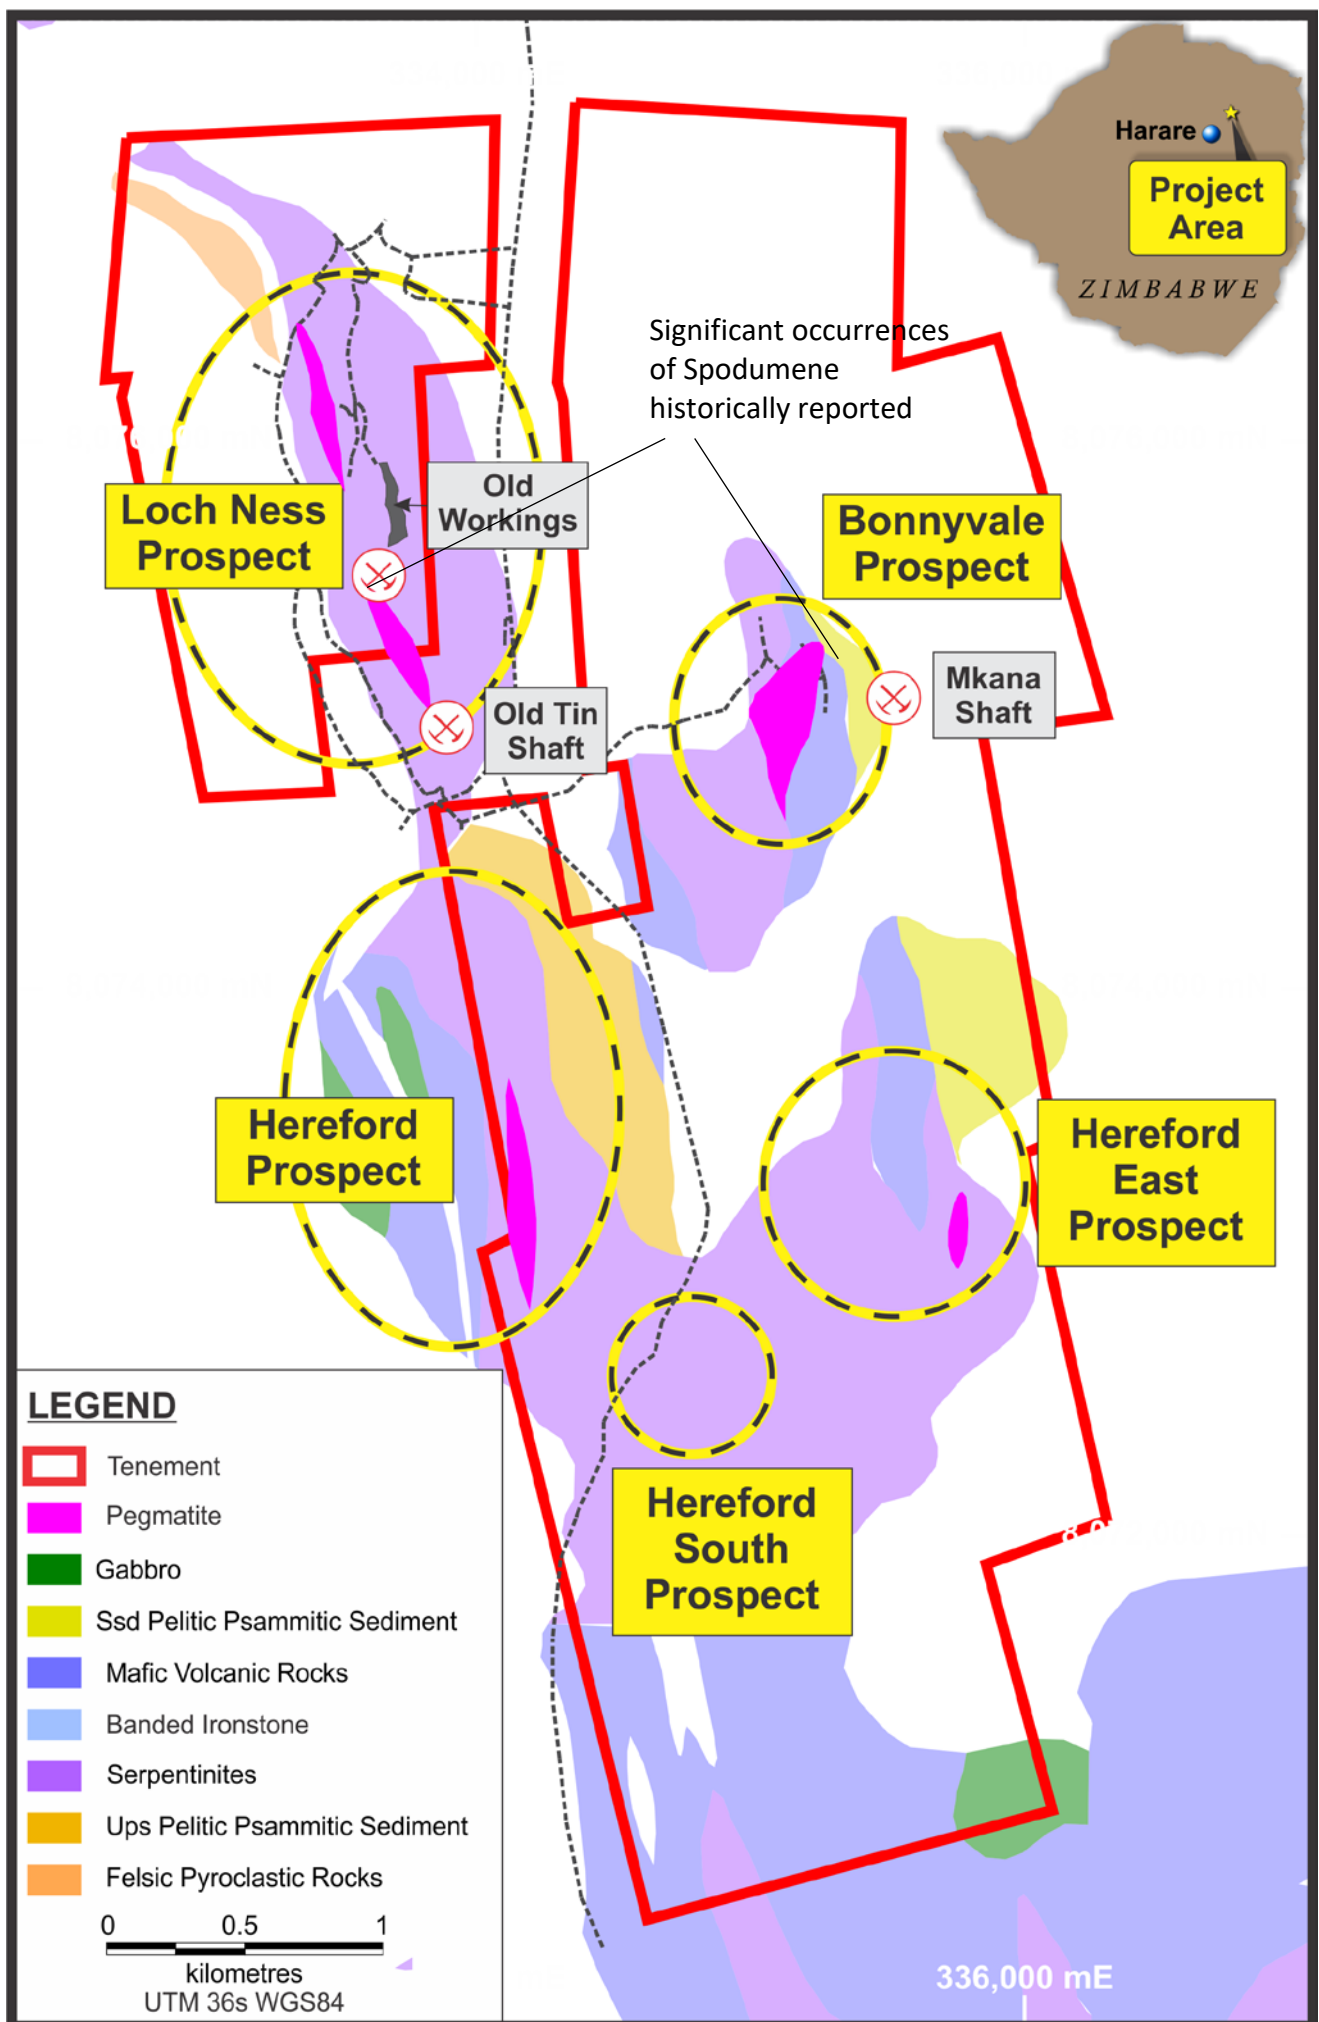 Harare
Project
Area
ZIMBABWE
Significant occurrences
of Spodumene
historically reported
Loch Ness
Prospect
Old
Workings
Bonnyvale
Prospect
Old Tin
Shaft
Mkana
Shaft
Hereford
Prospect
Hereford
East
Prospect
Hereford
South
Prospect
LEGEND
Tenement
Pegmatite
Gabbro
Ssd Pelitic Psammitic Sediment
Mafic Volcanic Rocks
Banded Ironstone
Serpentinites
Ups Pelitic Psammitic Sediment
Felsic Pyroclastic Rocks
0 0.5 1
kilometres
UTM 36s WGS84
336,000 mE